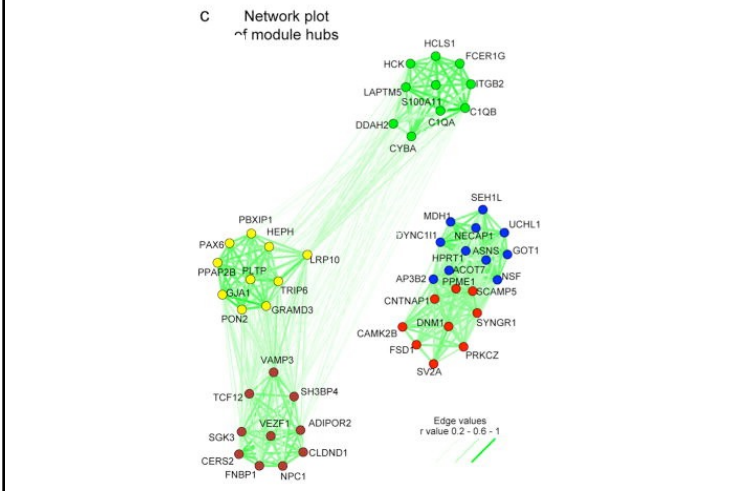 C Network plot
of module hubs
HCLS1
HCK
FCER1G
LAPTM5
ITGB2
S100A11
C1QB
C1QA
DDAH2
CYBA
SEH1L
MDH1
UCHL1
DYNC1I1
NECAP1
GOT1
HPRT1
ASNS
AP3B2
ACOT7
NSF
PPME1
SCAMP5
CNTNAP1
SYNGR1
DNM1
CAMK2B
FSD1
PRKCZ
SV2A
PBXIP1
HEPH
PAX6
LRP10
PPAP2B
PLTP
TRIP6
GJA1
GRAMD3
PON2
VAMP3
TCF12
SH3BP4
VEZF1
ADIPOR2
SGK3
CLDND1
CERS2
FNBP1
NPC1
Edge values
r value 0.2 - 0.6 - 1